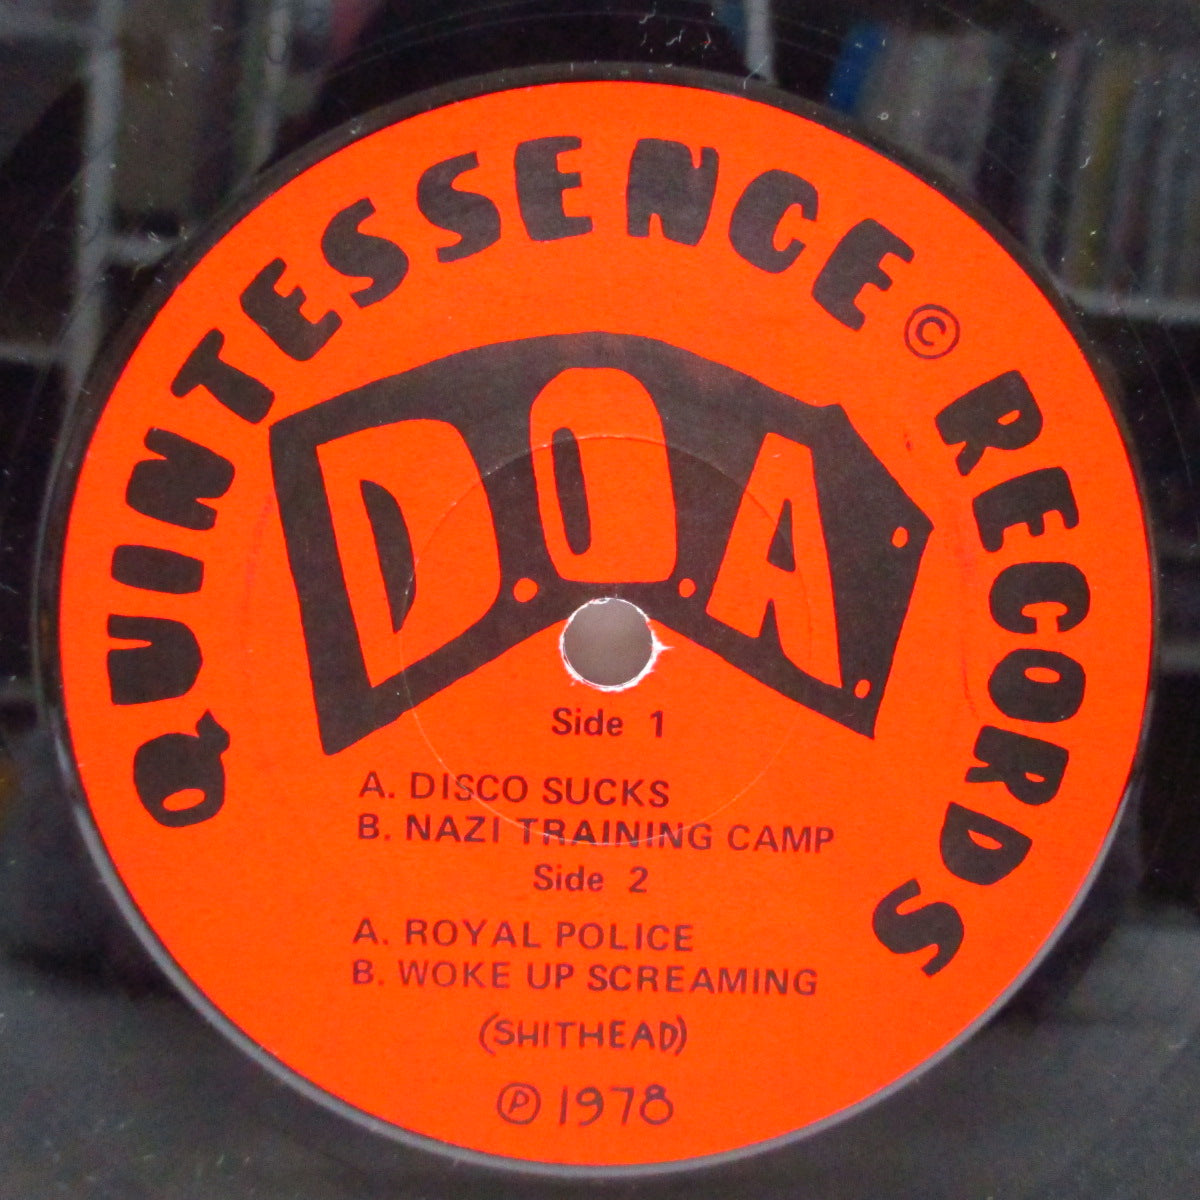 QUINTESSENCE © RECORDS
D.O.A.
Side 1
A. DISCO SUCKS
B. NAZI TRAINING CAMP
Side 2
A. ROYAL POLICE
B. WOKE UP SCREAMING
(SHITHEAD)
℗ 1978